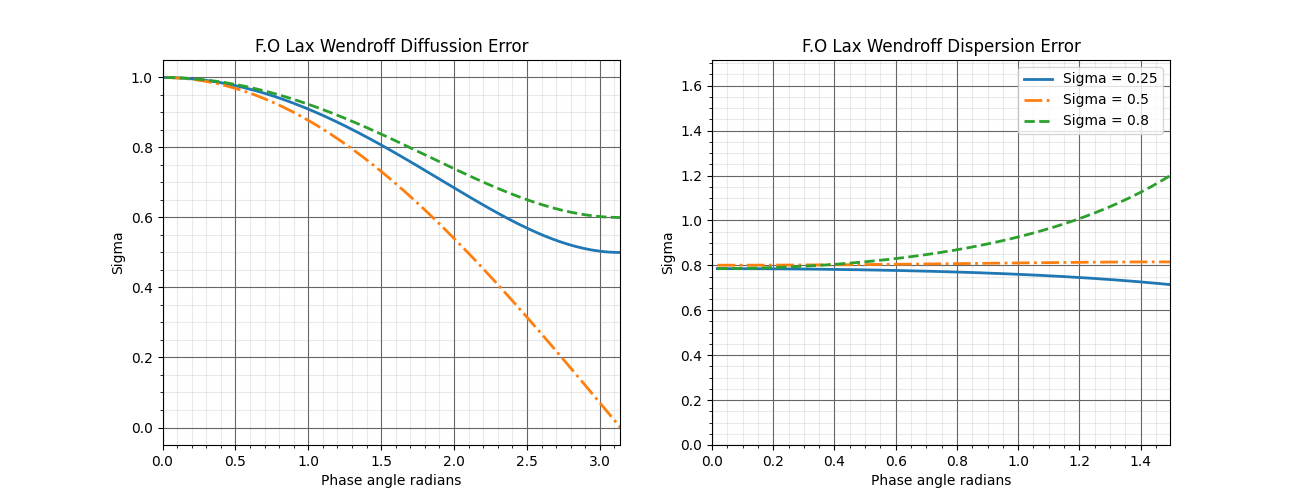 F.O Lax Wendroff Diffussion Error
1.0
0.8
0.6
0.4
0.2
0.0
Sigma
0.0 0.5 1.0 1.5 2.0 2.5 3.0
Phase angle radians
F.O Lax Wendroff Dispersion Error
Sigma = 0.25
Sigma = 0.5
Sigma = 0.8
1.6
1.4
1.2
1.0
0.8
0.6
0.4
0.2
0.0
Sigma
0.0 0.2 0.4 0.6 0.8 1.0 1.2 1.4
Phase angle radians